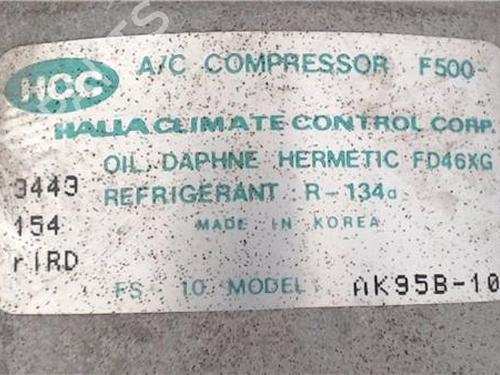 HCC A/C COMPRESSOR F500-
HALLA CLIMATE CONTROL CORP.
OIL DAPHNE HERMETIC FD46XG
3443 REFRIGERANT R-134a
154 MADE IN KOREA
rIRD
FS 10 MODEL: AK95B-10